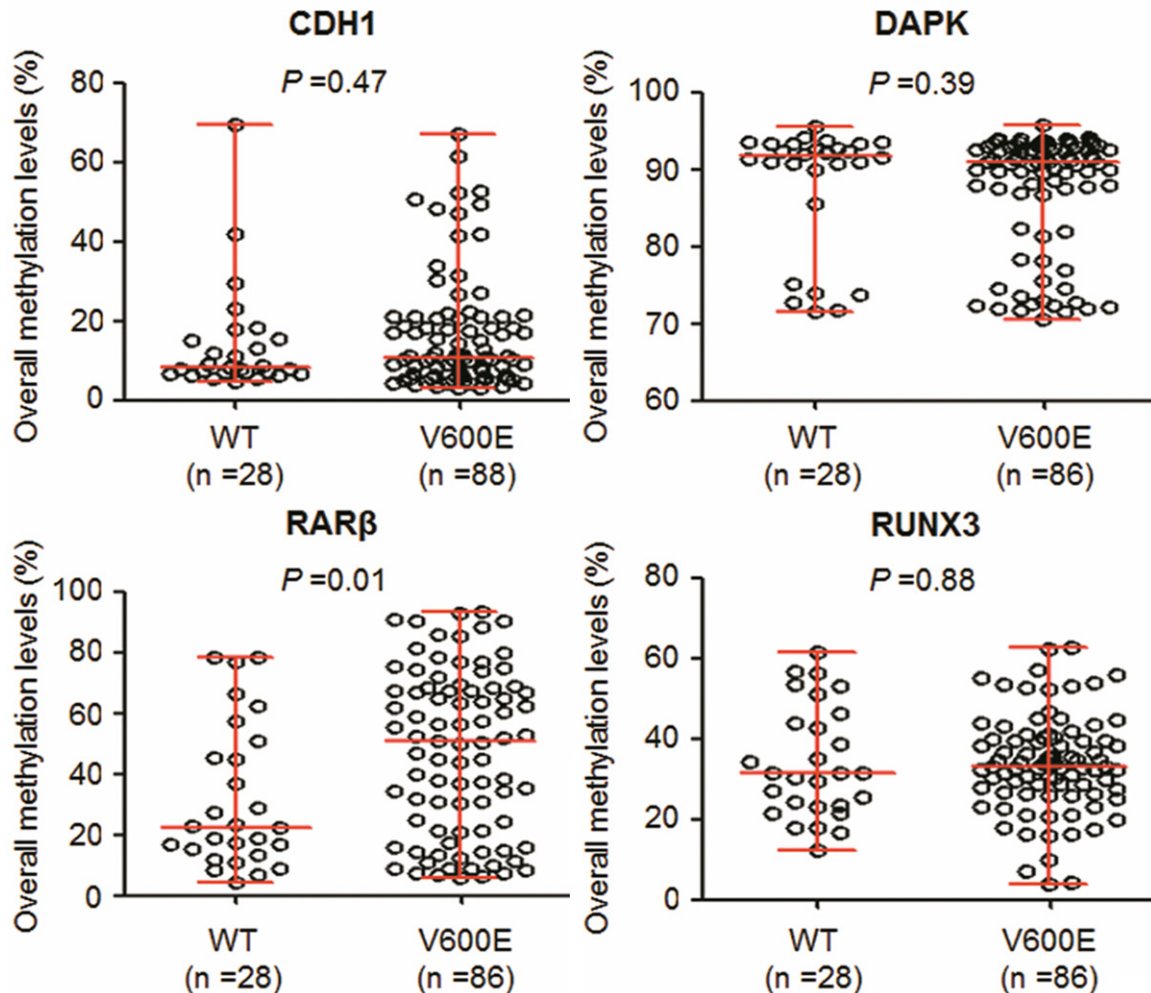 CDH1
P =0.47
Overall methylation levels (%)
80
60
40
20
0
WT
(n =28)
V600E
(n =88)
DAPK
P =0.39
Overall methylation levels (%)
100
90
90
70
60
WT
(n =28)
V600E
(n =86)
RARβ
P =0.01
Overall methylation levels (%)
100
80
60
40
20
0
WT
(n =28)
V600E
(n =86)
RUNX3
P =0.88
Overall methylation levels (%)
80
60
40
20
0
WT
(n =28)
V600E
(n =86)